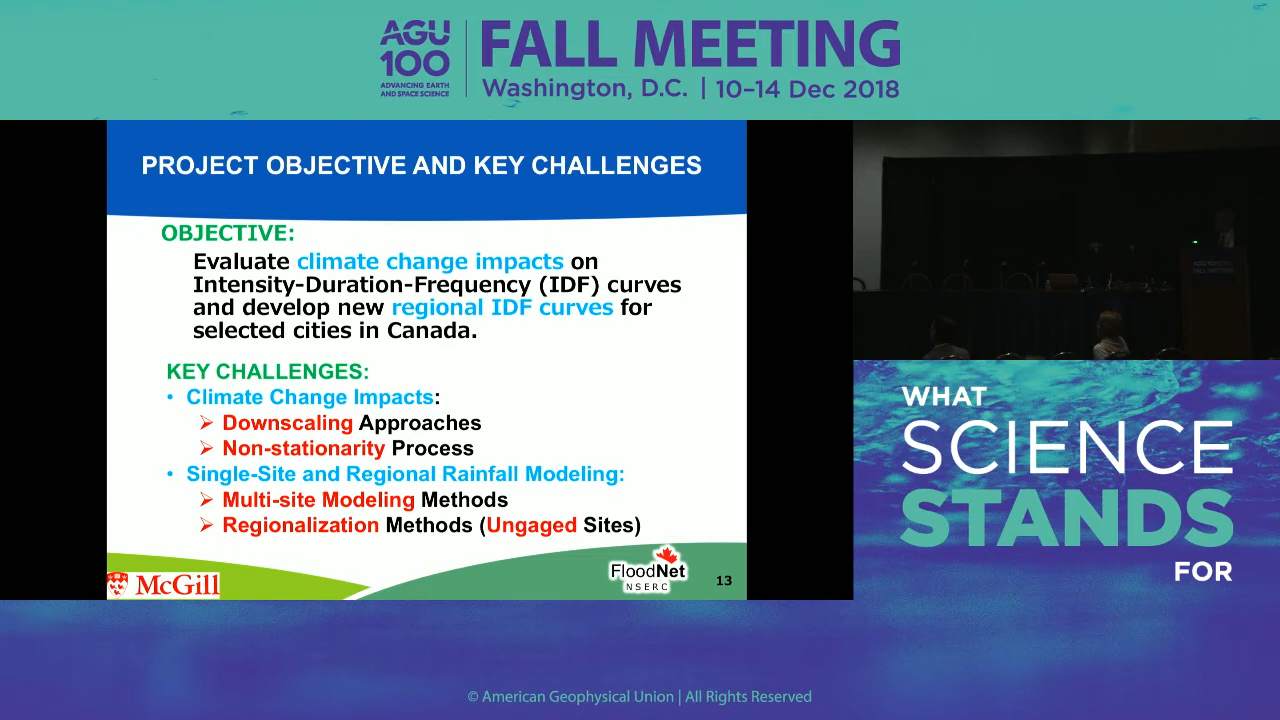 AGU
100
ADVANCING EARTH
AND SPACE SCIENCE
FALL MEETING
Washington, D.C. | 10–14 Dec 2018
PROJECT OBJECTIVE AND KEY CHALLENGES
OBJECTIVE:
Evaluate climate change impacts on
Intensity-Duration-Frequency (IDF) curves
and develop new regional IDF curves for
selected cities in Canada.
KEY CHALLENGES:
• Climate Change Impacts:
➢ Downscaling Approaches
➢ Non-stationarity Process
• Single-Site and Regional Rainfall Modeling:
➢ Multi-site Modeling Methods
➢ Regionalization Methods (Ungaged Sites)
McGill
FloodNet
NSERC
13
AGU100
FALL MEETING
WHAT
SCIENCE
STANDS
FOR
© American Geophysical Union | All Rights Reserved